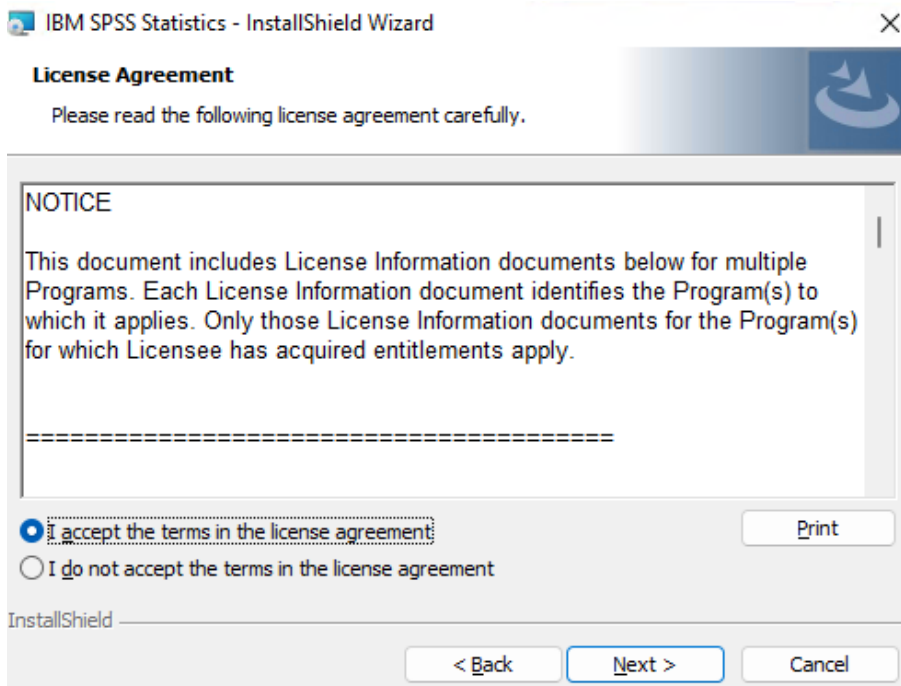 IBM SPSS Statistics - InstallShield Wizard
License Agreement
Please read the following license agreement carefully.
NOTICE
This document includes License Information documents below for multiple
Programs. Each License Information document identifies the Program(s) to
which it applies. Only those License Information documents for the Program(s)
for which Licensee has acquired entitlements apply.
========================================
I accept the terms in the license agreement
Print
I do not accept the terms in the license agreement
InstallShield
< Back
Next >
Cancel